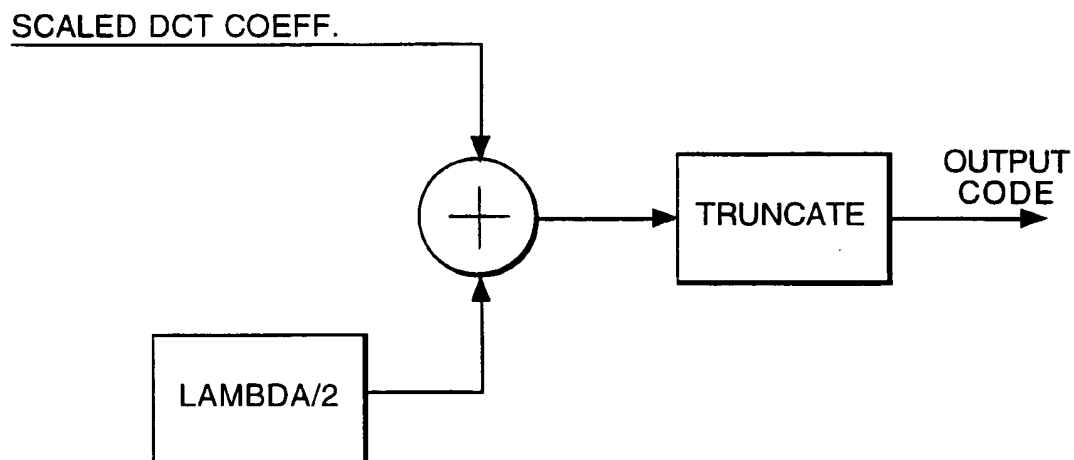 SCALED DCT COEFF.
OUTPUT
CODE
TRUNCATE
LAMBDA/2